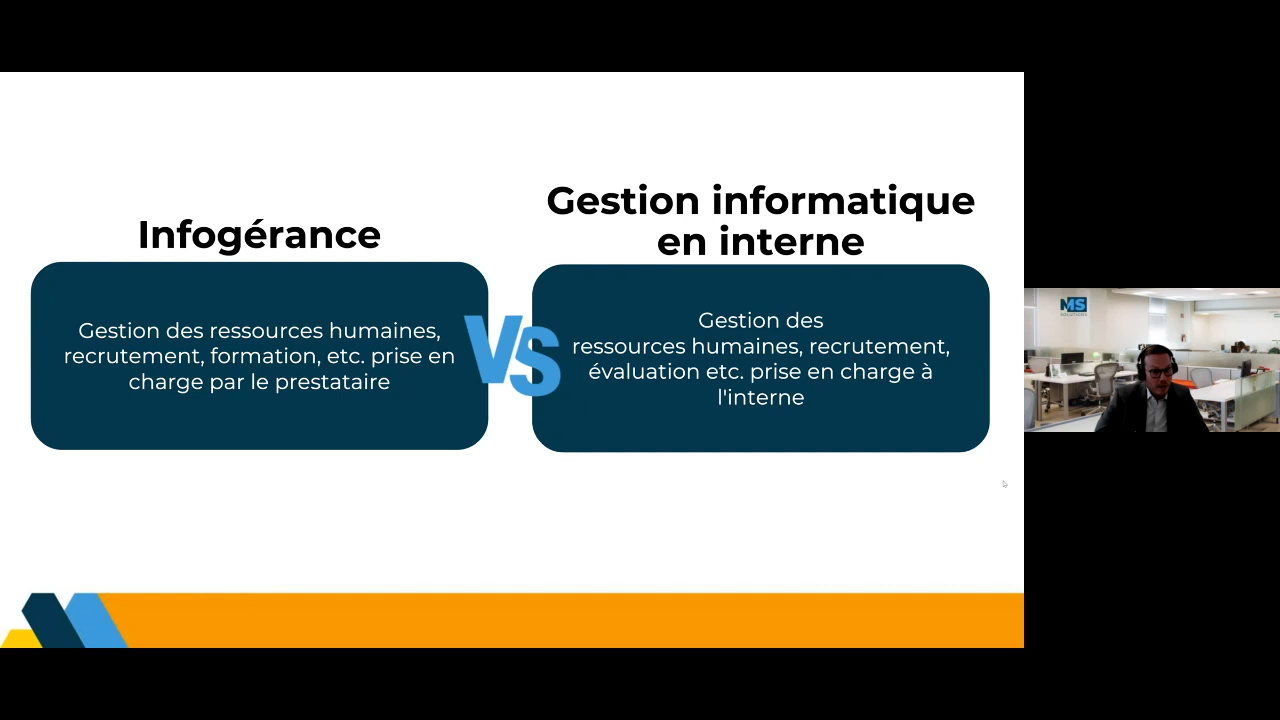 Infogérance
Gestion des ressources humaines,
recrutement, formation, etc. prise en
charge par le prestataire
VS
Gestion informatique
en interne
Gestion des
ressources humaines, recrutement,
évaluation etc. prise en charge à
l'interne
MS
SOLUTIONS